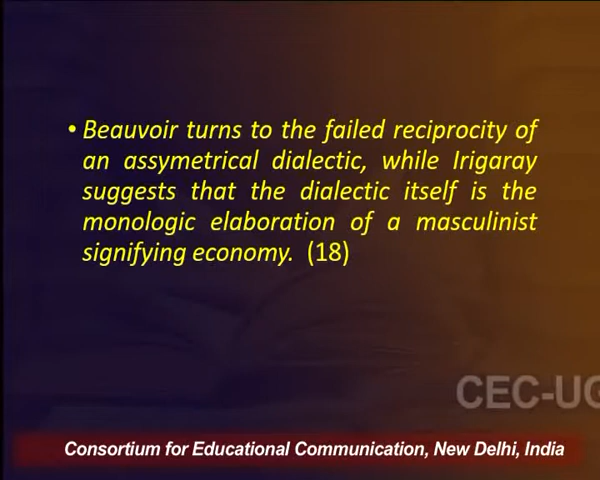 • Beauvoir turns to the failed reciprocity of
an assymetrical dialectic, while Irigaray
suggests that the dialectic itself is the
monologic elaboration of a masculinist
signifying economy. (18)
CEC-UG
Consortium for Educational Communication, New Delhi, India